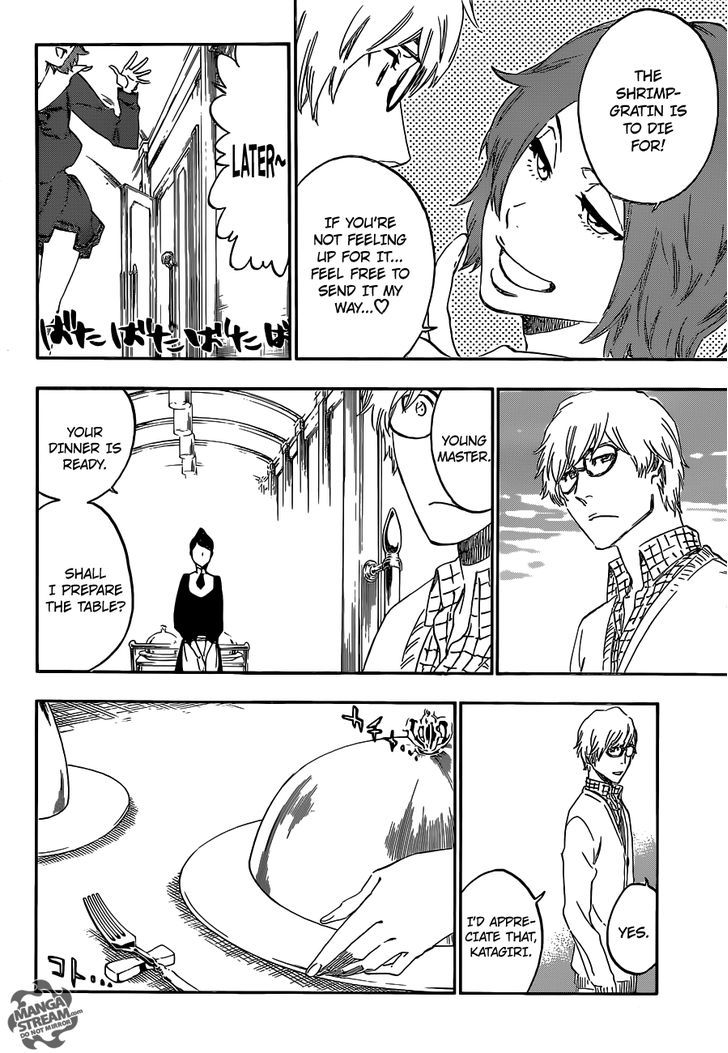 THE
SHRIMP-
GRATIN IS
TO DIE
FOR!
IF YOU'RE
NOT FEELING
UP FOR IT...
FEEL FREE TO
SEND IT MY
WAY...♡
LATER~
ばたばたばたば
YOUNG
MASTER.
YOUR
DINNER IS
READY.
SHALL
I PREPARE
THE TABLE?
YES.
I'D APPRE-
CIATE THAT,
KATAGIRI.
カチャ...
コト...
MANGA
STREAM.com
DO NOT MIRROR